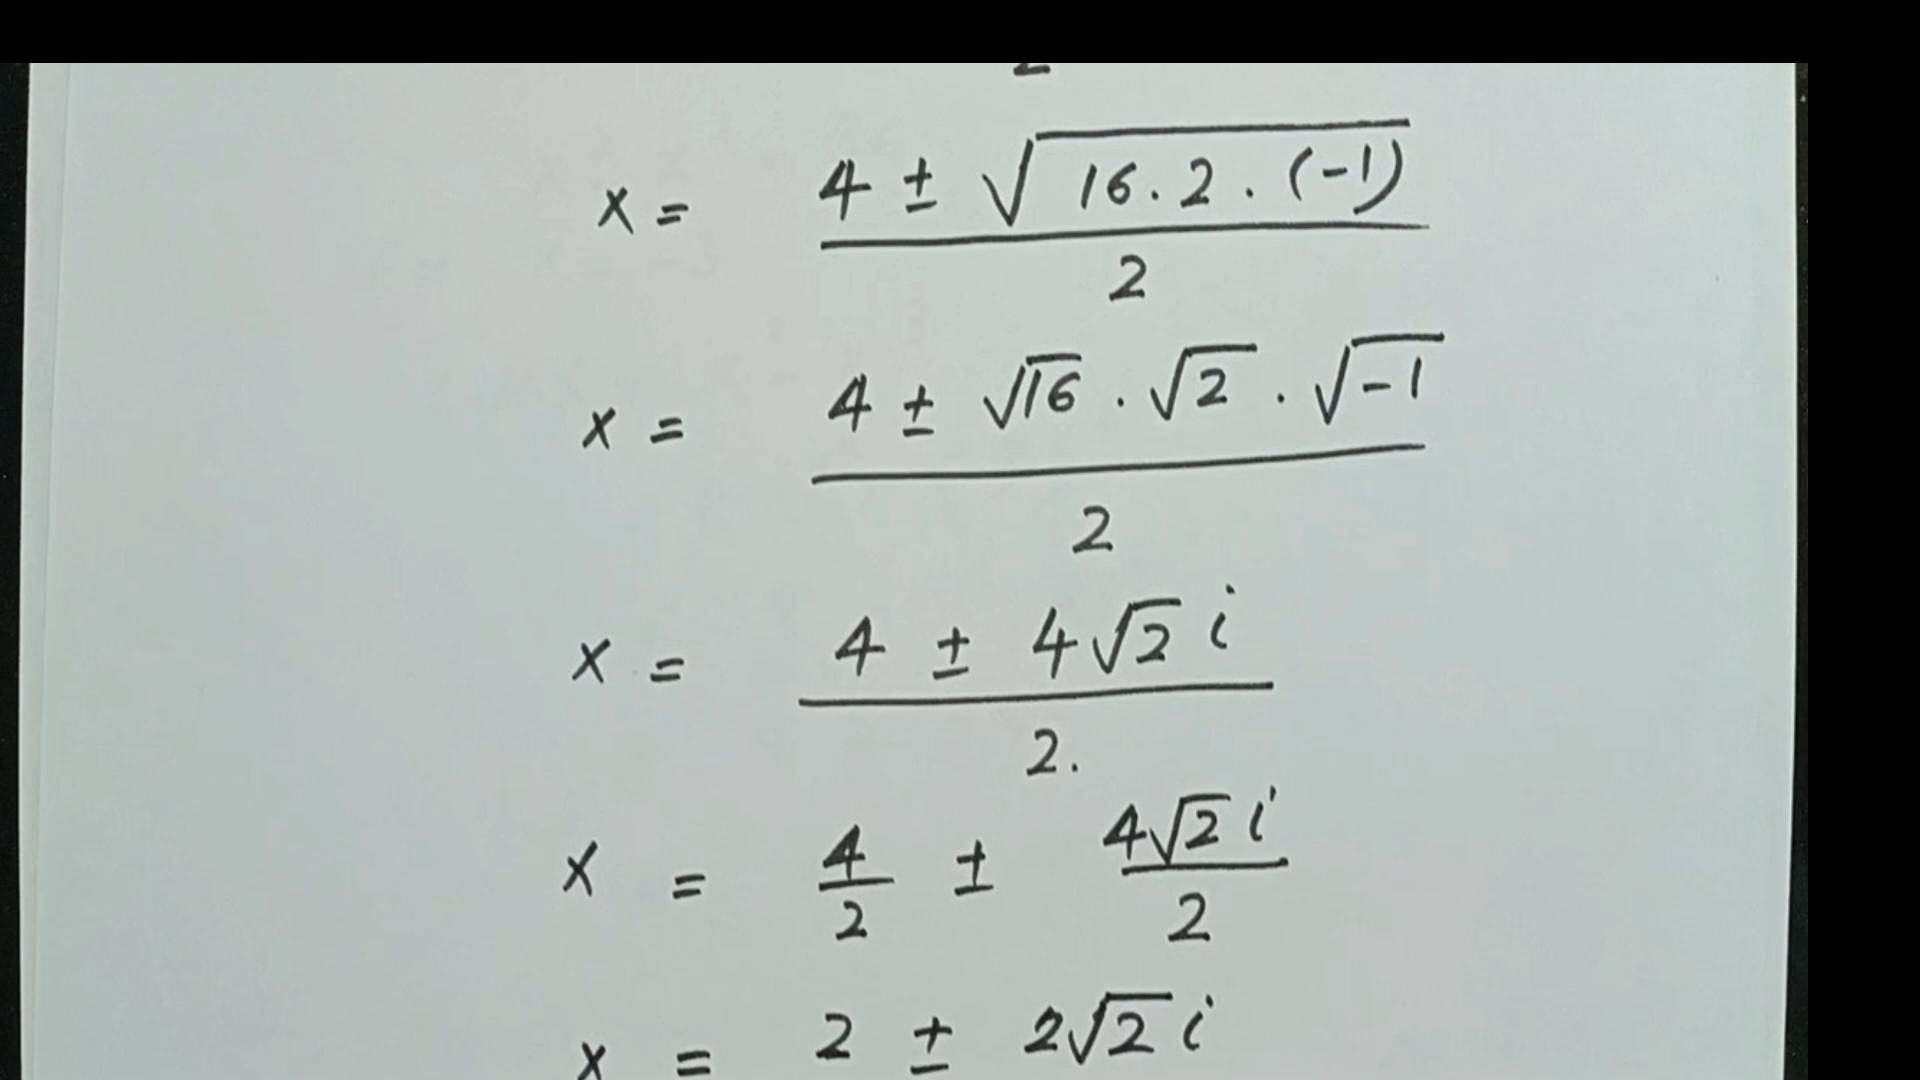 x = (4 ± √(16 . 2 . (-1))) / 2
x = (4 ± √16 . √2 . √-1) / 2
x = (4 ± 4√2 i) / 2.
x = 4/2 ± 4√2 i / 2
x = 2 ± 2√2 i